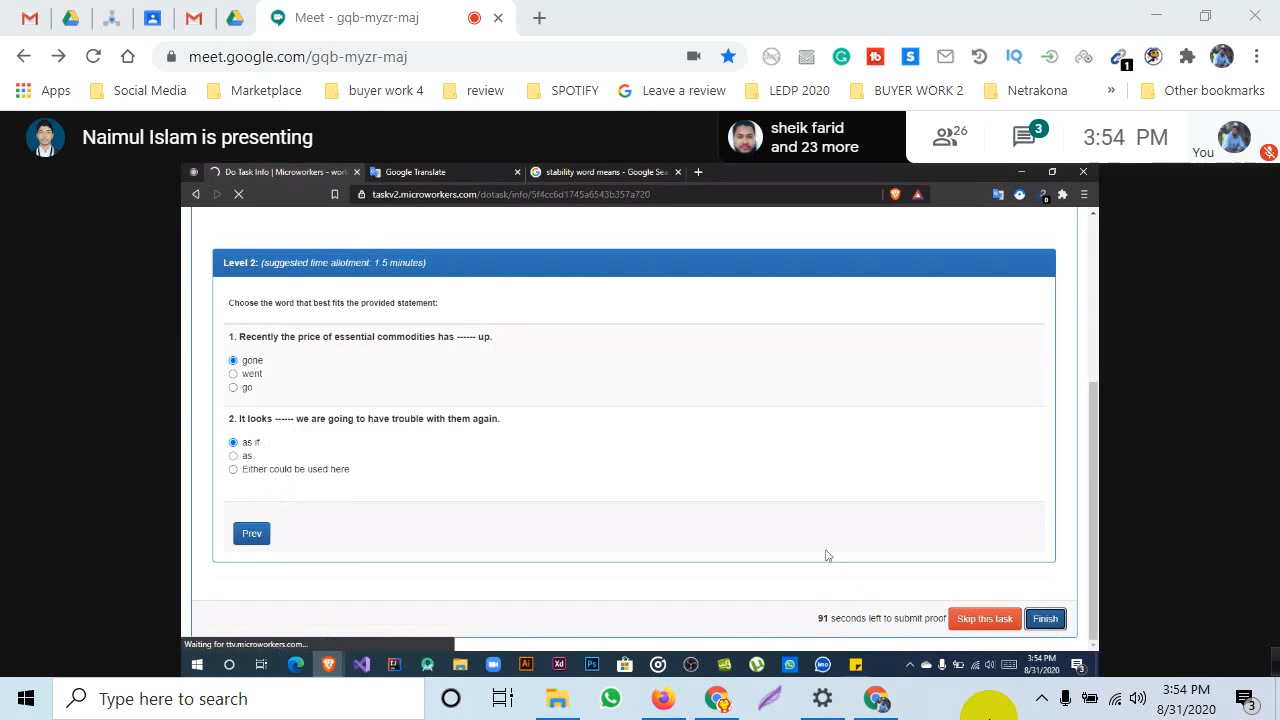 Meet - gqb-myzr-maj
meet.google.com/gqb-myzr-maj
1
Apps
Social Media
Marketplace
buyer work 4
review
SPOTIFY
Leave a review
LEDP 2020
BUYER WORK 2
Netrakona
»
Other bookmarks
Naimul Islam is presenting
sheik farid
and 23 more
26
3
3:54 PM
You
Do Task Info | Microworkers - wor
Google Translate
stability word means - Google Sea
taskv2.microworkers.com/dotask/info/5f4cc6d1745a6543b357a720
Level 2: (suggested time allotment: 1.5 minutes)
Choose the word that best fits the provided statement:
1. Recently the price of essential commodities has ------ up.
gone
went
go
2. It looks ------ we are going to have trouble with them again.
as if
as
Either could be used here
Prev
91 seconds left to submit proof
Skip this task
Finish
Waiting for ttv.microworkers.com...
3:54 PM
8/31/2020
Type here to search
3:54 PM
8/31/2020
3